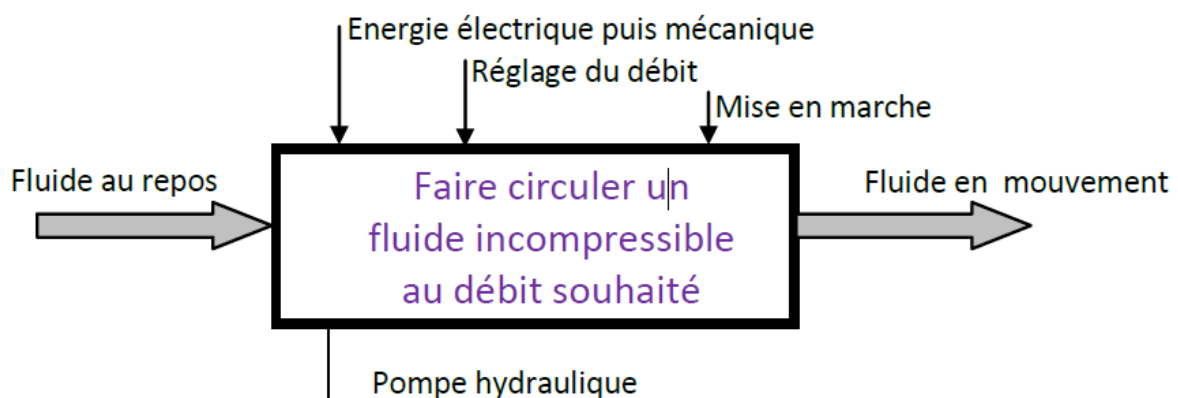 Energie électrique puis mécanique
Réglage du débit
Mise en marche
Fluide au repos
Faire circuler un
fluide incompressible
au débit souhaité
Fluide en mouvement
Pompe hydraulique